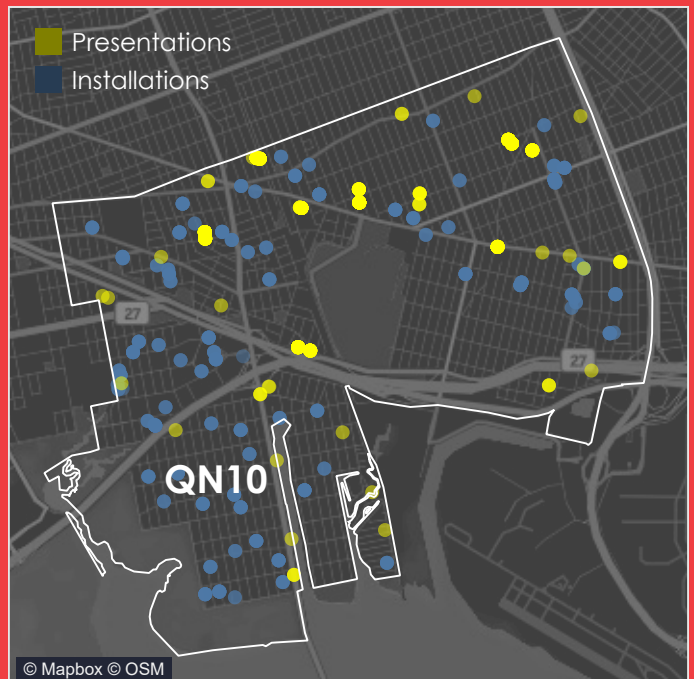 Presentations
Installations
27
27
QN10
© Mapbox © OSM